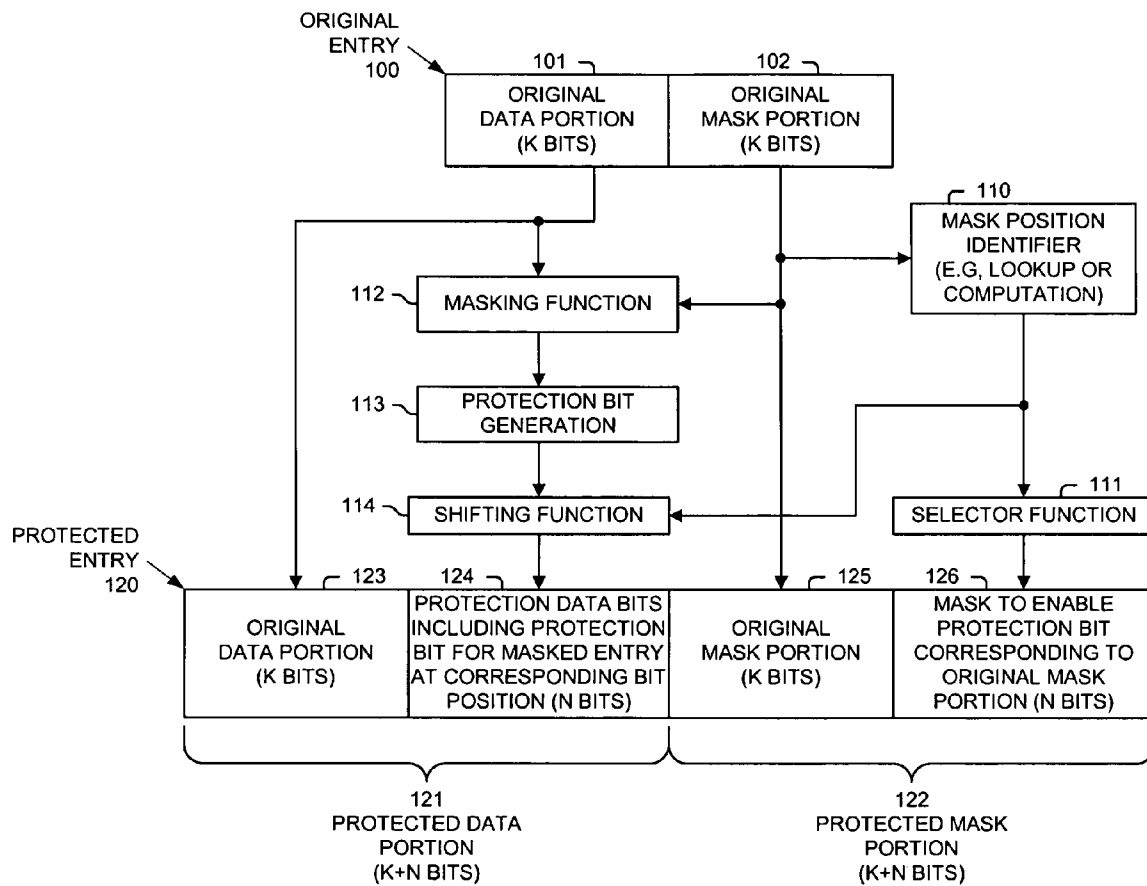 ORIGINAL
ENTRY
100
101
102
ORIGINAL
DATA PORTION
(K BITS)
ORIGINAL
MASK PORTION
(K BITS)
110
MASK POSITION
IDENTIFIER
(E.G, LOOKUP OR
COMPUTATION)
112
MASKING FUNCTION
113
PROTECTION BIT
GENERATION
114
SHIFTING FUNCTION
111
SELECTOR FUNCTION
PROTECTED
ENTRY
120
123
124
125
126
ORIGINAL
DATA PORTION
(K BITS)
PROTECTION DATA BITS
INCLUDING PROTECTION
BIT FOR MASKED ENTRY
AT CORRESPONDING BIT
POSITION (N BITS)
ORIGINAL
MASK PORTION
(K BITS)
MASK TO ENABLE
PROTECTION BIT
CORRESPONDING TO
ORIGINAL MASK
PORTION (N BITS)
121
PROTECTED DATA
PORTION
(K+N BITS)
122
PROTECTED MASK
PORTION
(K+N BITS)